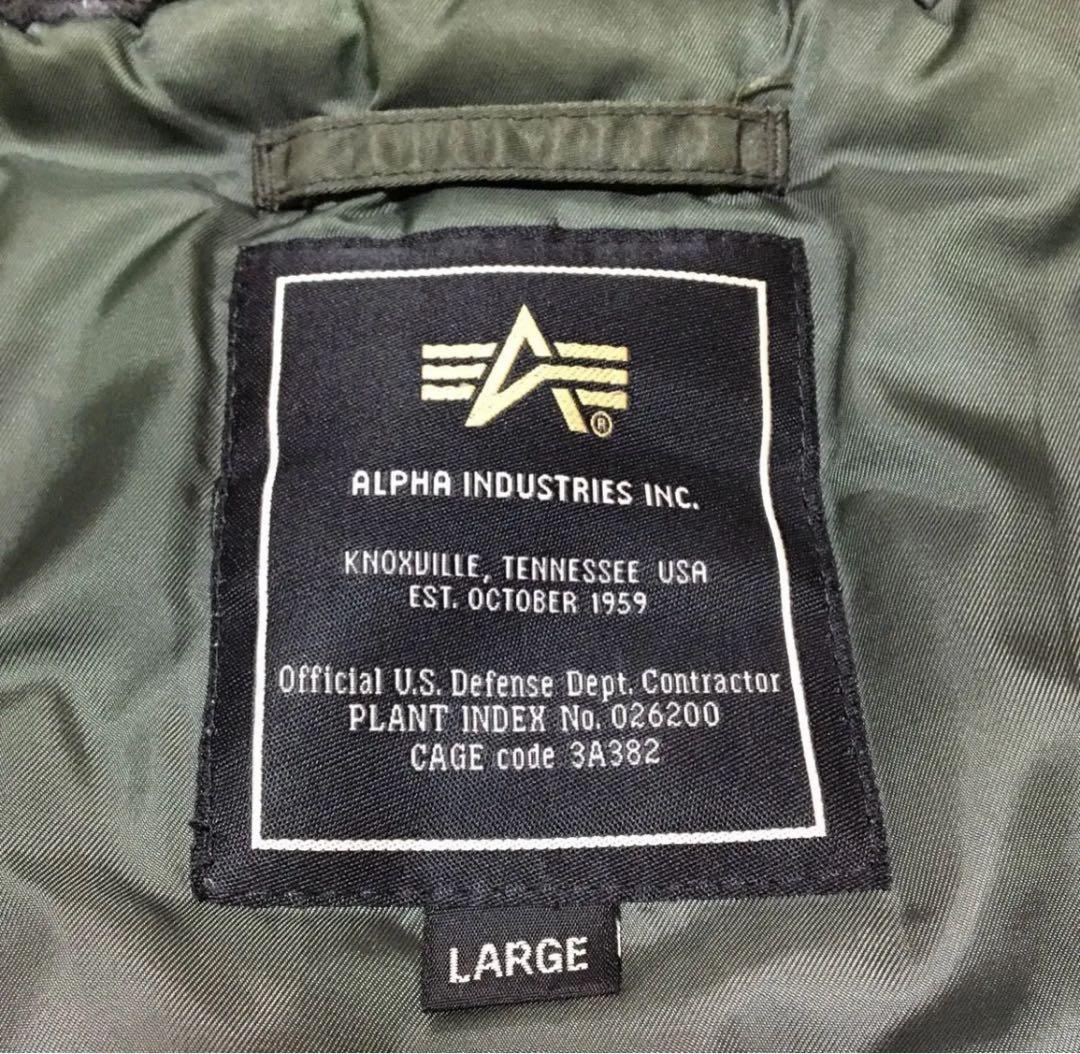 ®
ALPHA INDUSTRIES INC.
KNOXVILLE, TENNESSEE USA
EST. OCTOBER 1959
Official U.S. Defense Dept. Contractor
PLANT INDEX No. 026200
CAGE code 3A382
LARGE